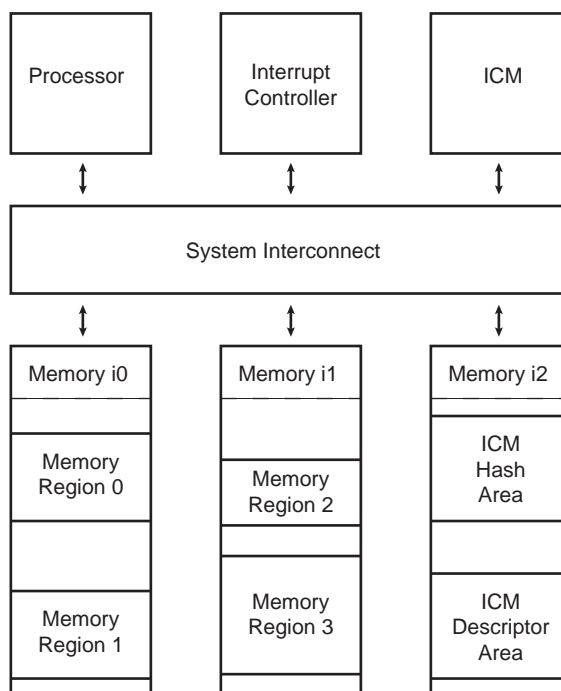 Processor
Interrupt
Controller
ICM
System Interconnect
Memory i0
Memory i1
Memory i2
Memory
Region 0
Memory
Region 1
Memory
Region 2
Memory
Region 3
ICM
Hash
Area
ICM
Descriptor
Area